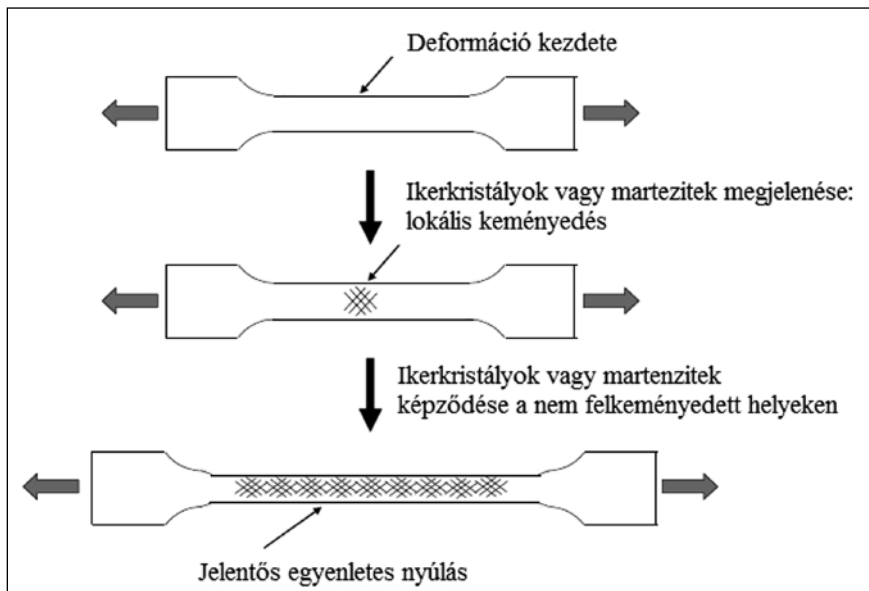 Deformáció kezdete
Ikerkristályok vagy martezitek megjelenése:
lokális keményedés
Ikerkristályok vagy martenzitek
képződése a nem felkeményedett helyeken
Jelentős egyenletes nyúlás